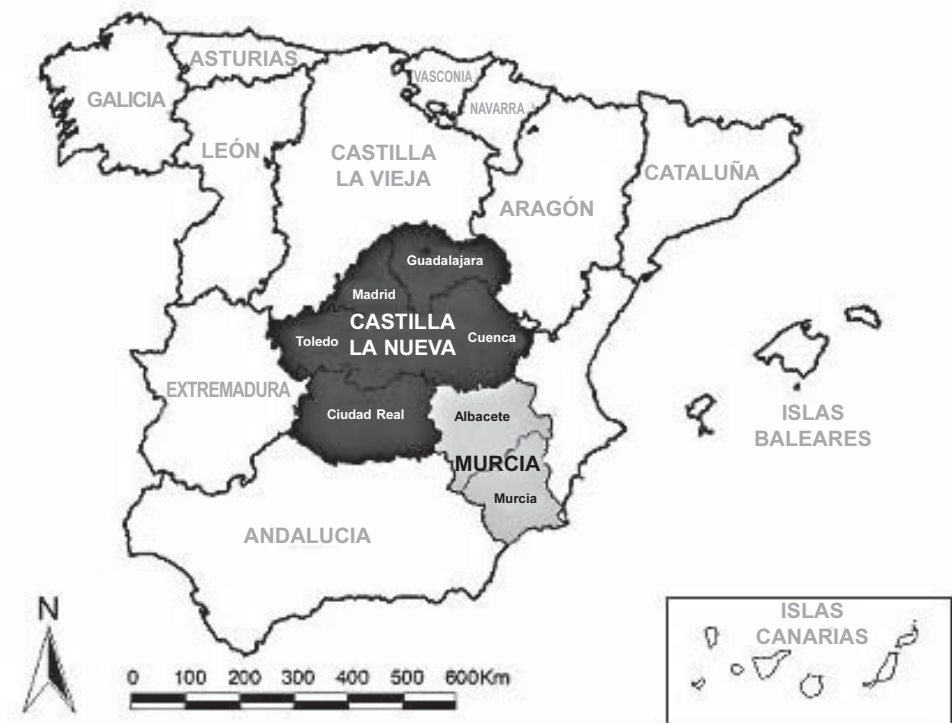 ASTURIAS
VASCONIA
GALICIA
NAVARRA
LEÓN
CASTILLA
LA VIEJA
CATALUÑA
ARAGÓN
Guadalajara
Madrid
CASTILLA
LA NUEVA
Toledo
Cuenca
EXTREMADURA
Ciudad Real
Albacete
ISLAS
BALEARES
MURCIA
Murcia
ANDALUCIA
N
ISLAS
CANARIAS
0 100 200 300 400 500 600Km